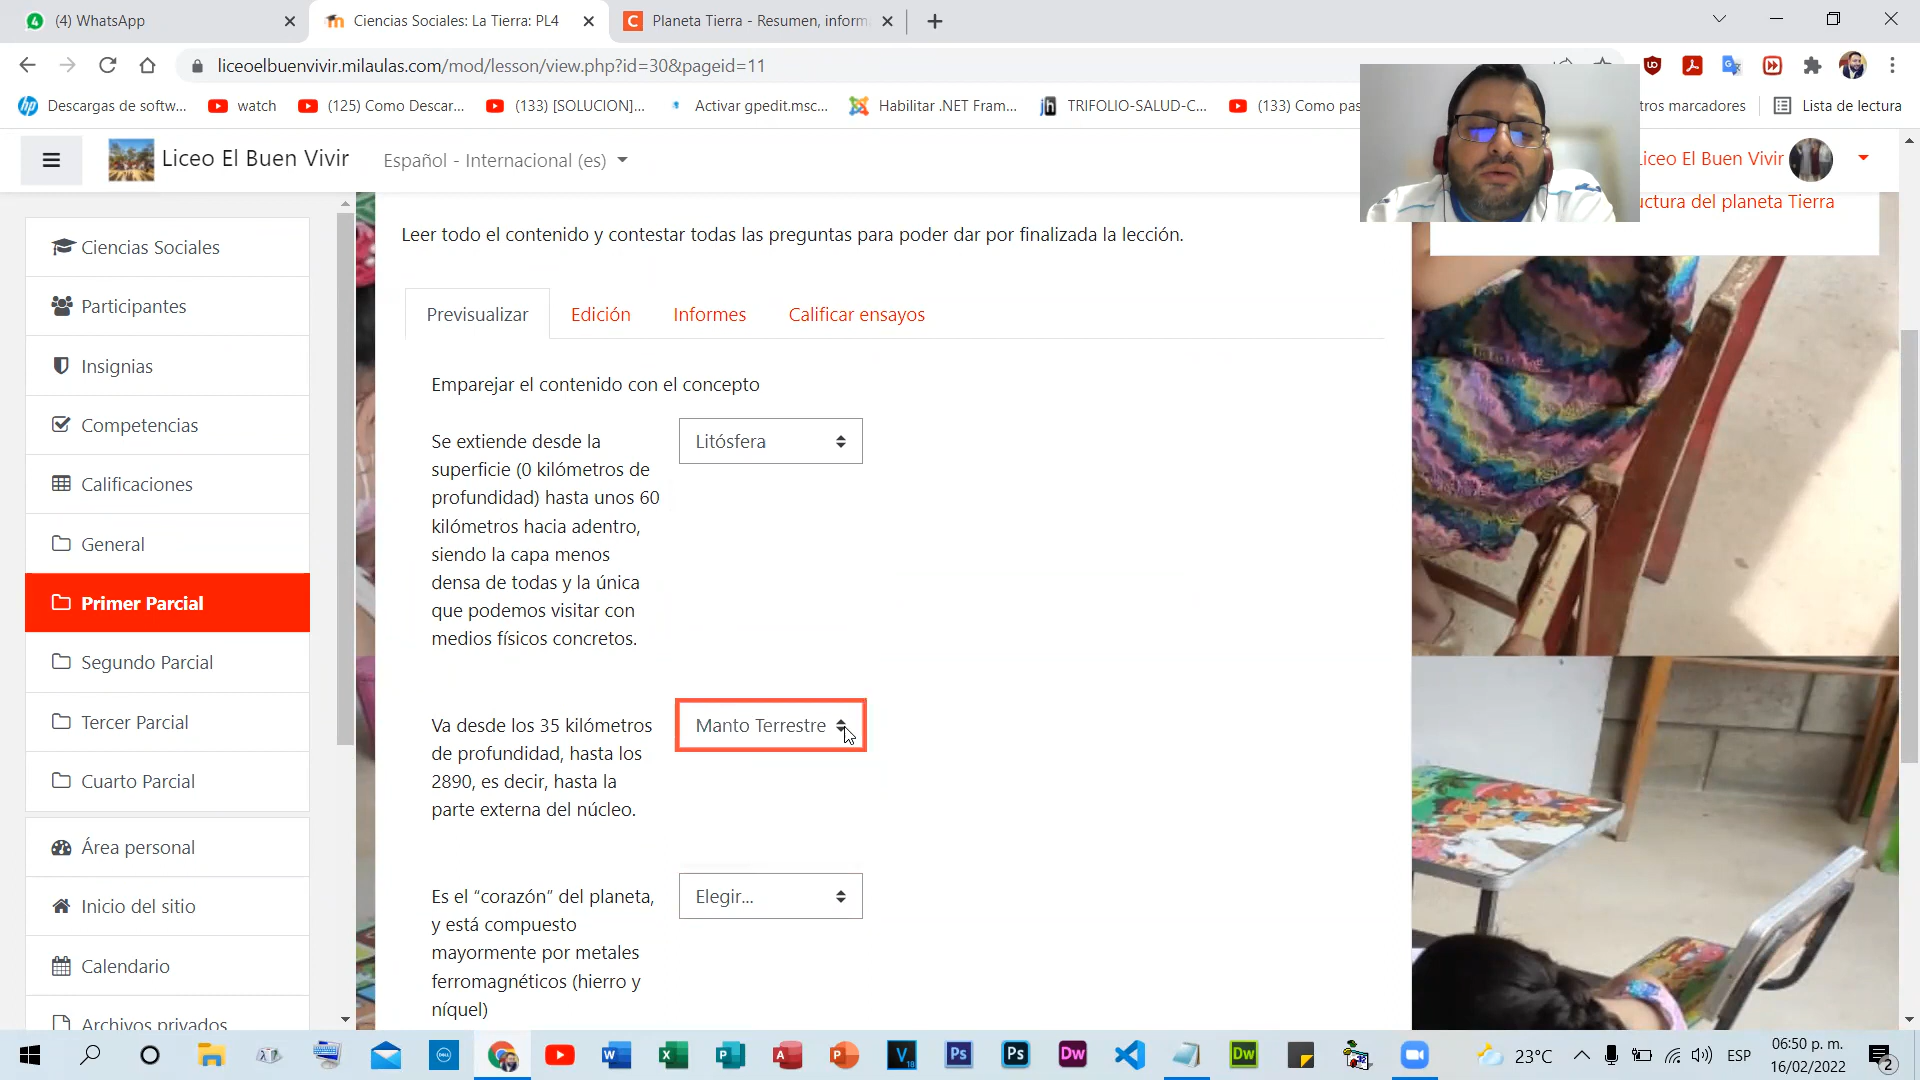 (4) WhatsApp
Ciencias Sociales: La Tierra: PL4
Planeta Tierra - Resumen, inform
liceoelbuenvivir.milaulas.com/mod/lesson/view.php?id=30&pageid=11
Descargas de softw...
watch
(125) Como Descar...
(133) [SOLUCION]...
Activar gpedit.msc...
Habilitar .NET Fram...
TRIFOLIO-SALUD-C...
(133) Como pas
tros marcadores
Lista de lectura
Liceo El Buen Vivir
Español - Internacional (es)
Liceo El Buen Vivir
uctura del planeta Tierra
Ciencias Sociales
Participantes
Insignias
Competencias
Calificaciones
General
Primer Parcial
Segundo Parcial
Tercer Parcial
Cuarto Parcial
Área personal
Inicio del sitio
Calendario
Archivos privados
Leer todo el contenido y contestar todas las preguntas para poder dar por finalizada la lección.
Previsualizar
Edición
Informes
Calificar ensayos
Emparejar el contenido con el concepto
Se extiende desde la
superficie (0 kilómetros de
profundidad) hasta unos 60
kilómetros hacia adentro,
siendo la capa menos
densa de todas y la única
que podemos visitar con
medios físicos concretos.
Litósfera
Va desde los 35 kilómetros
de profundidad, hasta los
2890, es decir, hasta la
parte externa del núcleo.
Manto Terrestre
Es el “corazón” del planeta,
y está compuesto
mayormente por metales
ferromagnéticos (hierro y
níquel)
Elegir...
23°C
ESP
06:50 p. m.
16/02/2022
2